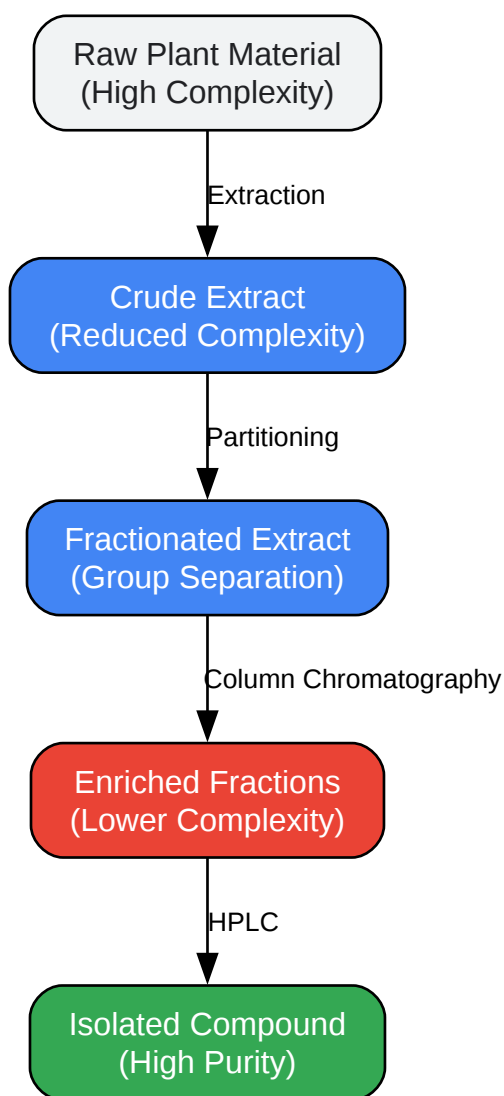 Raw Plant Material
(High Complexity)
Extraction
Crude Extract
(Reduced Complexity)
Partitioning
Fractionated Extract
(Group Separation)
Column Chromatography
Enriched Fractions
(Lower Complexity)
HPLC
Isolated Compound
(High Purity)